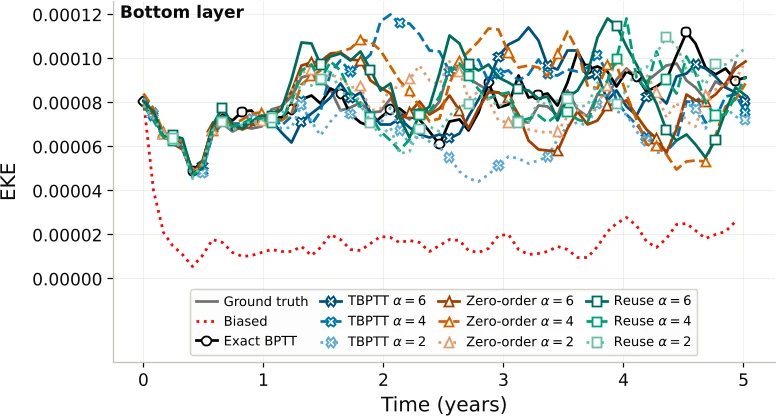 Bottom layer
0.00012
0.00010
0.00008
0.00006
0.00004
0.00002
0.00000
EKE
Ground truth
Biased
Exact BPTT
TBPTT α = 6
TBPTT α = 4
TBPTT α = 2
Zero-order α = 6
Zero-order α = 4
Zero-order α = 2
Reuse α = 6
Reuse α = 4
Reuse α = 2
0 1 2 3 4 5
Time (years)